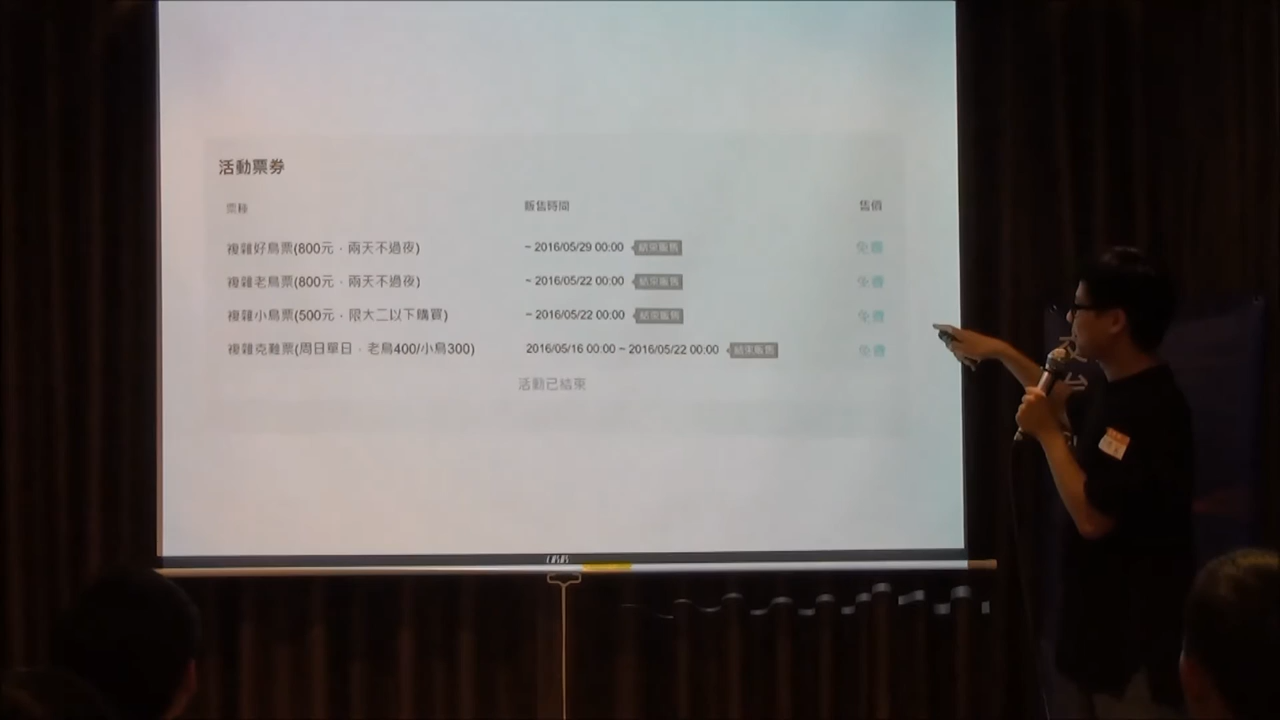 活動票券
票種 販售時間 售價
複雜好鳥票(800元．兩天不過夜) ~ 2016/05/29 00:00 結束販售 免費
複雜老鳥票(800元．兩天不過夜) ~ 2016/05/22 00:00 結束販售 免費
複雜小鳥票(500元．限大二以下購買) ~ 2016/05/22 00:00 結束販售 免費
複雜克難票(周日單日．老鳥400/小鳥300) 2016/05/16 00:00 ~ 2016/05/22 00:00 結束販售 免費
活動已結束